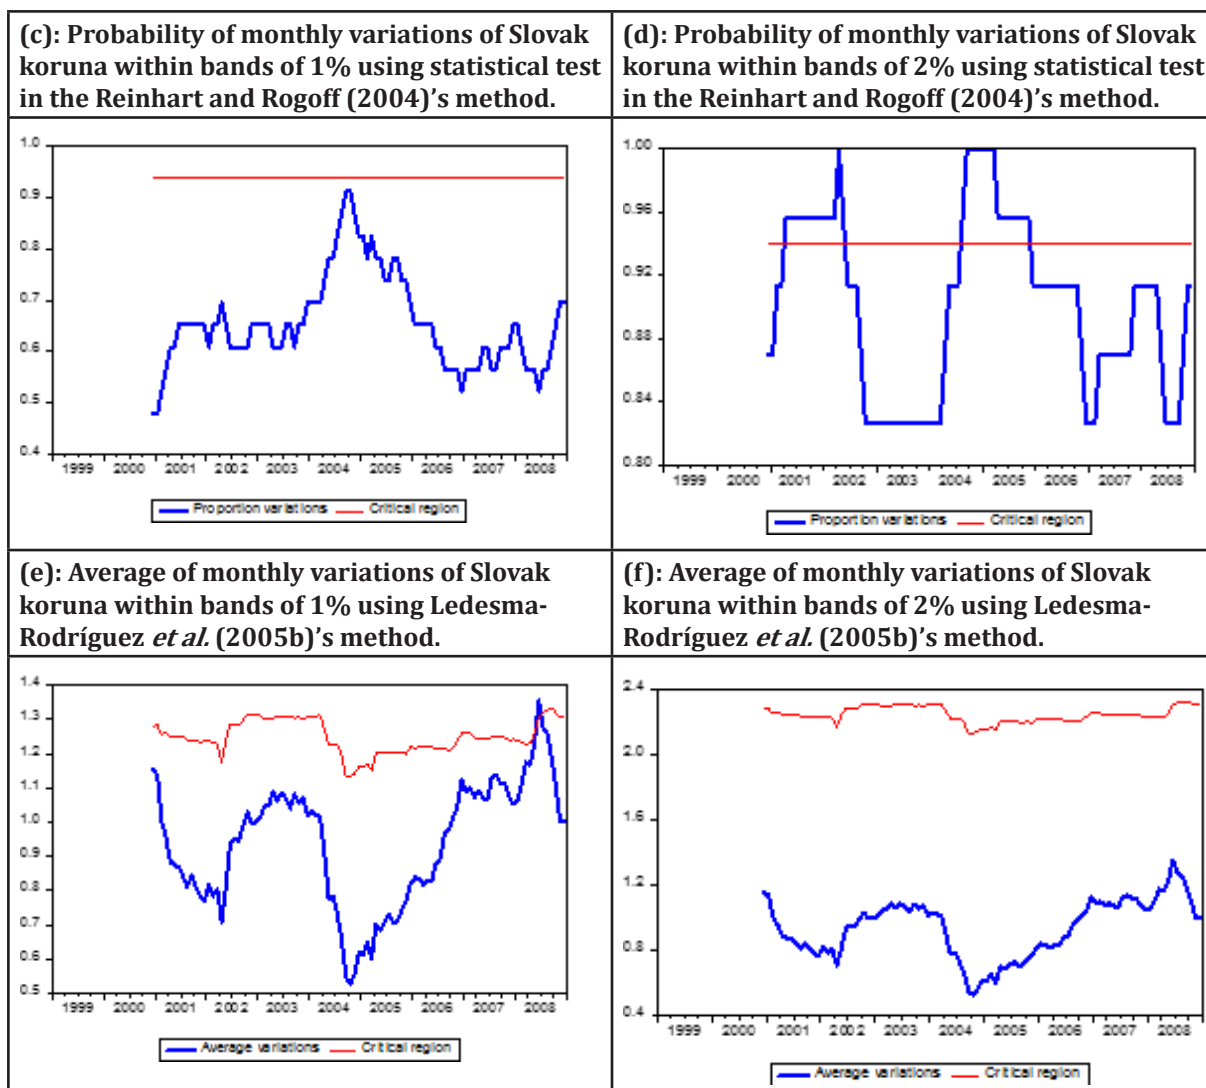 (c): Probability of monthly variations of Slovak
koruna within bands of 1% using statistical test
in the Reinhart and Rogoff (2004)'s method.
(d): Probability of monthly variations of Slovak
koruna within bands of 2% using statistical test
in the Reinhart and Rogoff (2004)'s method.
1.0
0.9
0.8
0.7
0.6
0.5
0.4
1999 2000 2001 2002 2003 2004 2005 2006 2007 2008
Proportion variations Critical region
1.00
0.96
0.92
0.88
0.84
0.80
1999 2000 2001 2002 2003 2004 2005 2006 2007 2008
Proportion variations Critical region
(e): Average of monthly variations of Slovak
koruna within bands of 1% using Ledesma-
Rodríguez et al. (2005b)'s method.
(f): Average of monthly variations of Slovak
koruna within bands of 2% using Ledesma-
Rodríguez et al. (2005b)'s method.
1.4
1.3
1.2
1.1
1.0
0.9
0.8
0.7
0.6
0.5
1999 2000 2001 2002 2003 2004 2005 2006 2007 2008
Average variations Critical region
2.4
2.0
1.6
1.2
0.8
0.4
1999 2000 2001 2002 2003 2004 2005 2006 2007 2008
Average variations Critical region